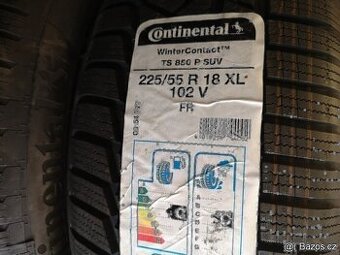 Continental
WinterContact™
TS 850 P SUV
225/55 R 18 XL
102 V
FR
A
B
C
D
E
F
G
Bazos.cz